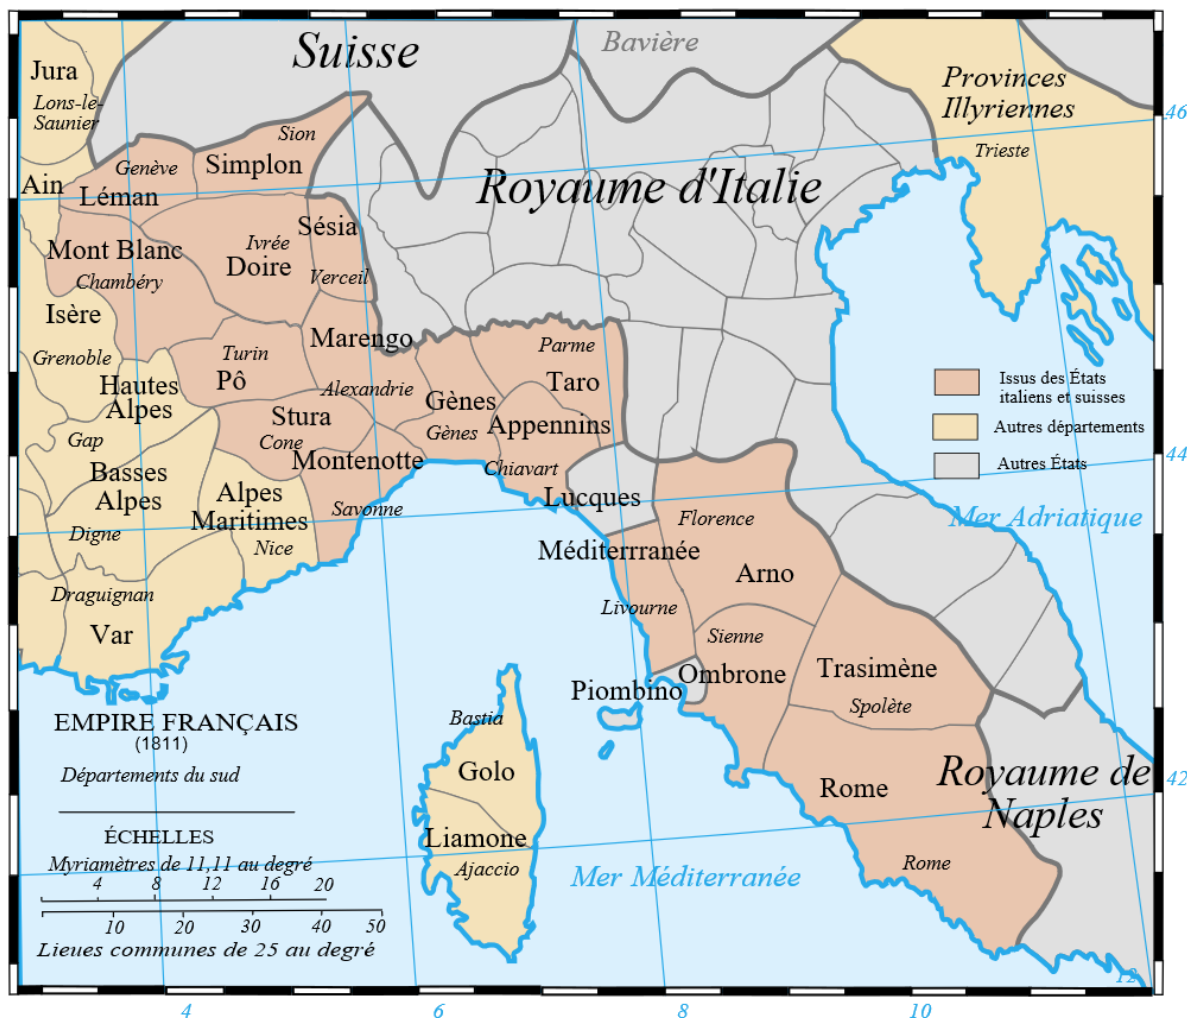 Suisse
Bavière
Jura
Lons-le-
Saunier
Provinces
Illyriennes
Trieste
46
Sion
Genève
Simplon
Ain
Léman
Royaume d'Italie
Sésia
Mont Blanc
Ivrée
Doire
Chambéry
Verceil
Isère
Marengo
Grenoble
Turin
Parme
Pô
Hautes
Alpes
Alexandrie
Taro
Gènes
Stura
Gènes
Appennins
Cone
Gap
Montenotte
Chiavart
Basses
Alpes
Alpes
Maritimes
Savonne
Lucques
Digne
Nice
Florence
Méditerrranée
Arno
Draguignan
Livourne
Var
Sienne
Ombrone
Trasimène
Piombino
Spolète
Issus des États
italiens et suisses
Autres départements
Autres États
44
Mer Adriatique
Bastia
Golo
Liamone
Ajaccio
Rome
Royaume de
Naples
42
Rome
Mer Méditerranée
EMPIRE FRANÇAIS
(1811)
Départements du sud
ÉCHELLES
Myriamètres de 11,11 au degré
4 8 12 16 20
10 20 30 40 50
Lieues communes de 25 au degré
12
4 6 8 10